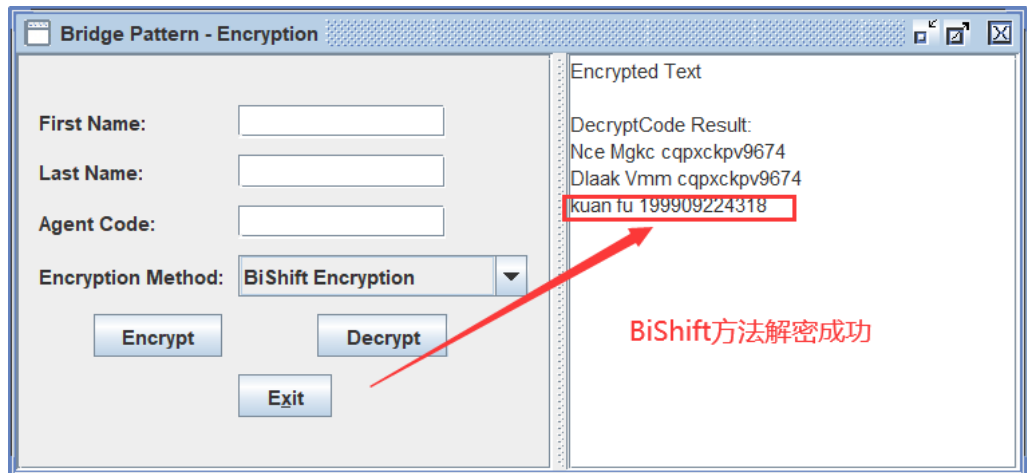 Bridge Pattern - Encryption
First Name:
Last Name:
Agent Code:
Encryption Method: BiShift Encryption
Encrypt Decrypt
Exit
Encrypted Text
DecryptCode Result:
Nce Mgkc cqpxckpv9674
Dlaak Vmm cqpxckpv9674
kuan fu 199909224318
BiShift方法解密成功